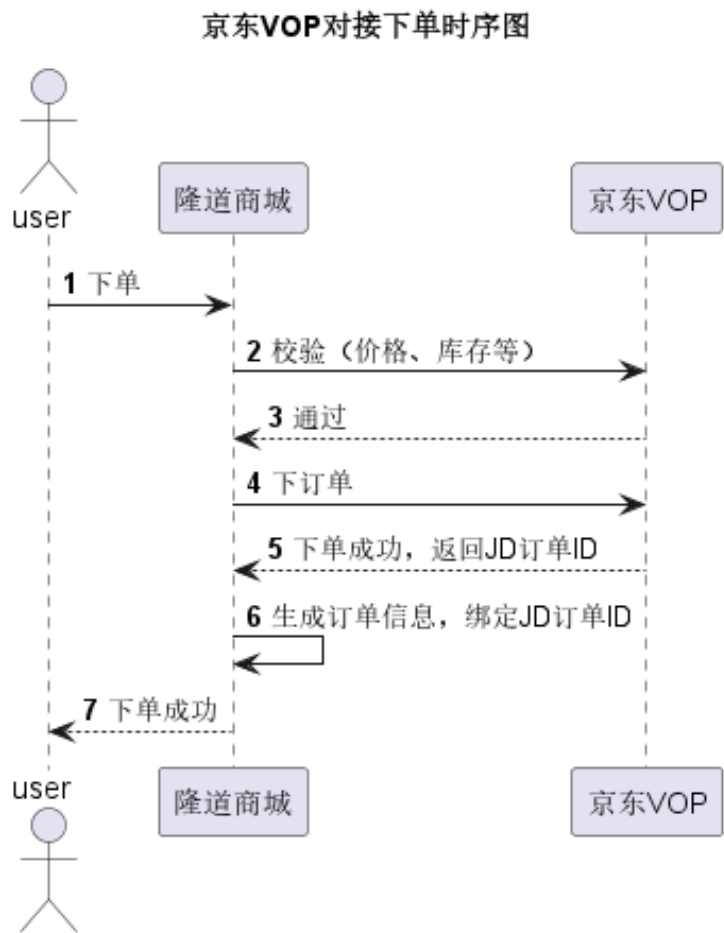 京东VOP对接下单时序图
user
隆道商城
京东VOP
1 下单
2 校验（价格、库存等）
3 通过
4 下订单
5 下单成功，返回JD订单ID
6 生成订单信息，绑定JD订单ID
7 下单成功
user
隆道商城
京东VOP